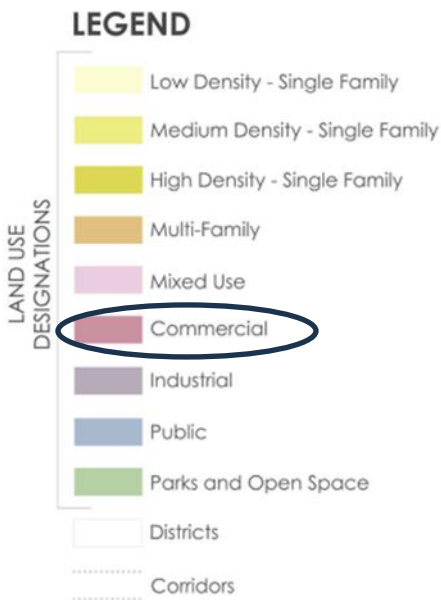 LEGEND
LAND USE
DESIGNATIONS
Low Density - Single Family
Medium Density - Single Family
High Density - Single Family
Multi-Family
Mixed Use
Commercial
Industrial
Public
Parks and Open Space
Districts
Corridors